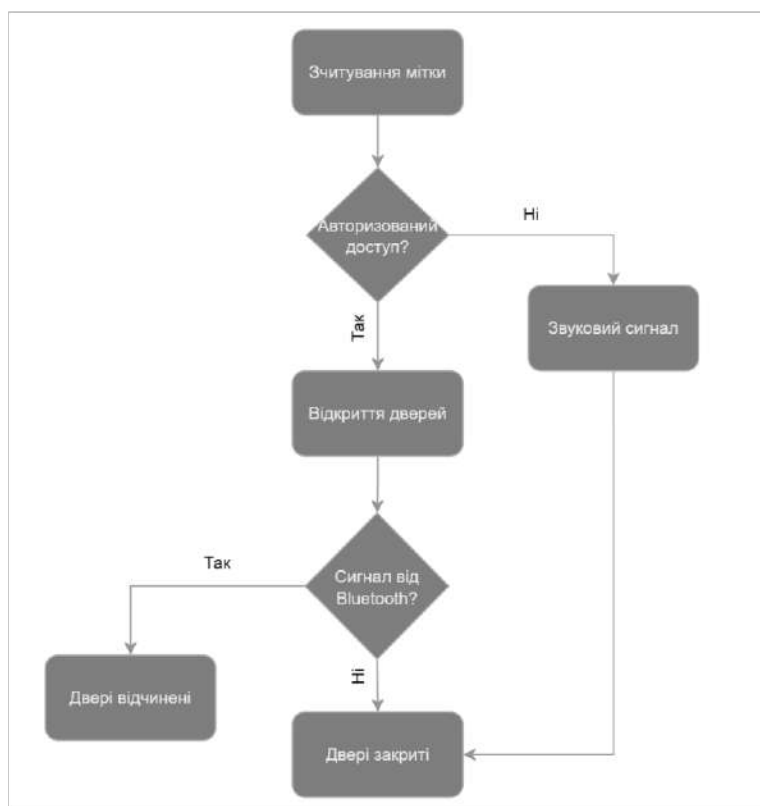 Зчитування мітки
Авторизований
доступ?
Ні
Звуковий сигнал
Так
Відкриття дверей
Так
Сигнал від
Bluetooth?
Двері відчинені
Ні
Двері закриті